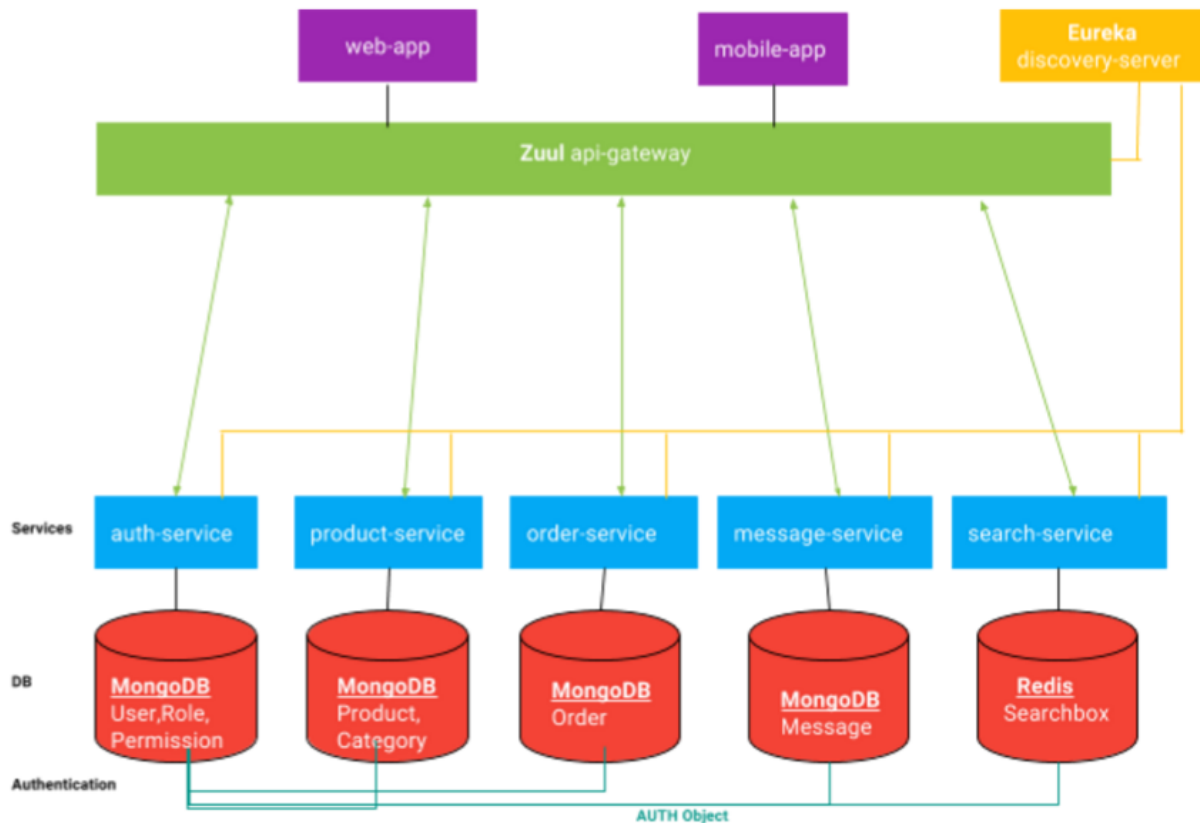 web-app
mobile-app
Eureka
discovery-server
Zuul api-gateway
Services
auth-service
product-service
order-service
message-service
search-service
DB
MongoDB
User,Role,
Permission
MongoDB
Product,
Category
MongoDB
Order
MongoDB
Message
Redis
Searchbox
Authentication
AUTH Object